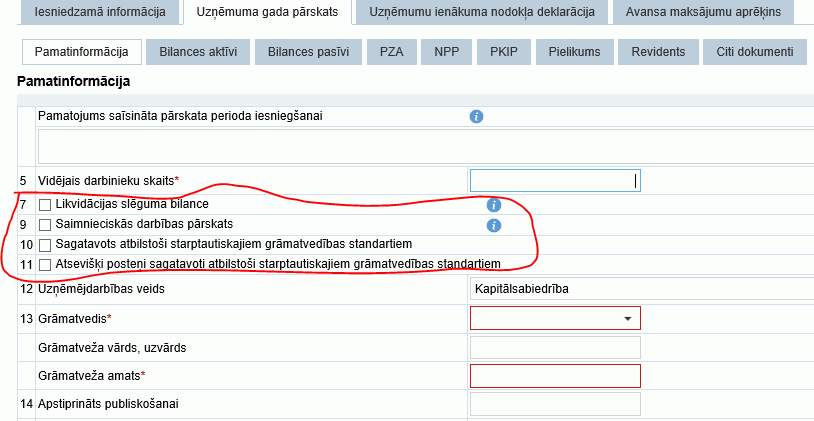 Iesniedzamā informācija Uzņēmuma gada pārskats Uzņēmumu ienākuma nodokļa deklarācija Avansa maksājumu aprēķins
Pamatinformācija Bilances aktīvi Bilances pasīvi PZA NPP PKIP Pielikums Revidents Citi dokumenti
Pamatinformācija
Pamatojums saīsināta pārskata perioda iesniegšanai
5 Vidējais darbinieku skaits*
7 Likvidācijas slēguma bilance
9 Saimnieciskās darbības pārskats
10 Sagatavots atbilstoši starptautiskajiem grāmatvedības standartiem
11 Atsevišķi posteņi sagatavoti atbilstoši starptautiskajiem grāmatvedības standartiem
12 Uzņēmējdarbības veids Kapitālsabiedrība
13 Grāmatvedis*
Grāmatveža vārds, uzvārds
Grāmatveža amats*
14 Apstiprināts publiskošanai